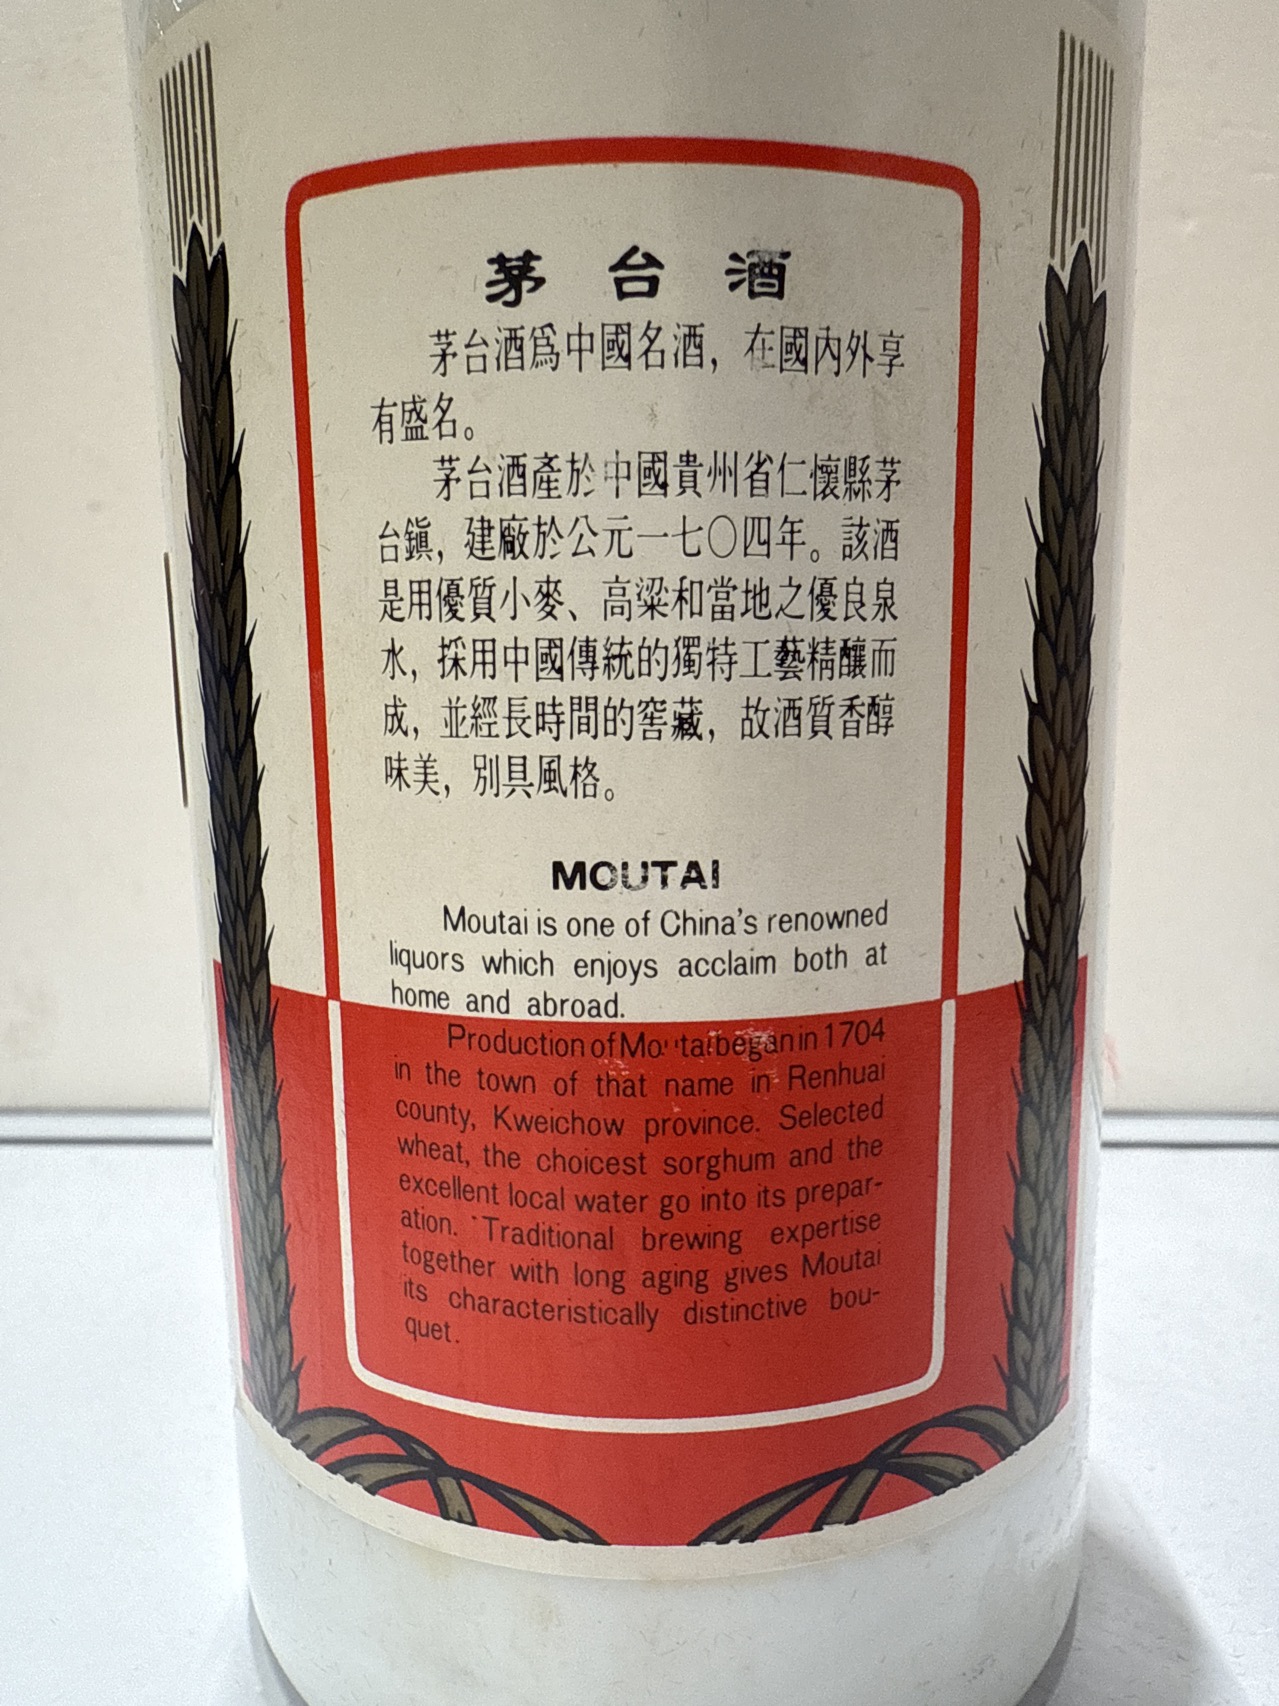 茅台酒
茅台酒爲中國名酒，在國內外享
有盛名。
茅台酒產於中國貴州省仁懷縣茅
台鎭，建廠於公元一七〇四年。該酒
是用優質小麥、高粱和當地之優良泉
水，採用中國傳統的獨特工藝精釀而
成，並經長時間的窖藏，故酒質香醇
味美，別具風格。
MOUTAI
Moutai is one of China's renowned
liquors which enjoys acclaim both at
home and abroad.
Production of Moutai began in 1704
in the town of that name in Renhuai
county, Kweichow province. Selected
wheat, the choicest sorghum and the
excellent local water go into its prepar-
ation. Traditional brewing expertise
together with long aging gives Moutai
its characteristically distinctive bou-
quet.